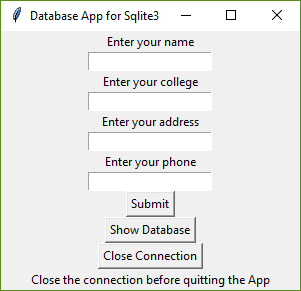 Database App for Sqlite3
Enter your name
Enter your college
Enter your address
Enter your phone
Submit
Show Database
Close Connection
Close the connection before quitting the App